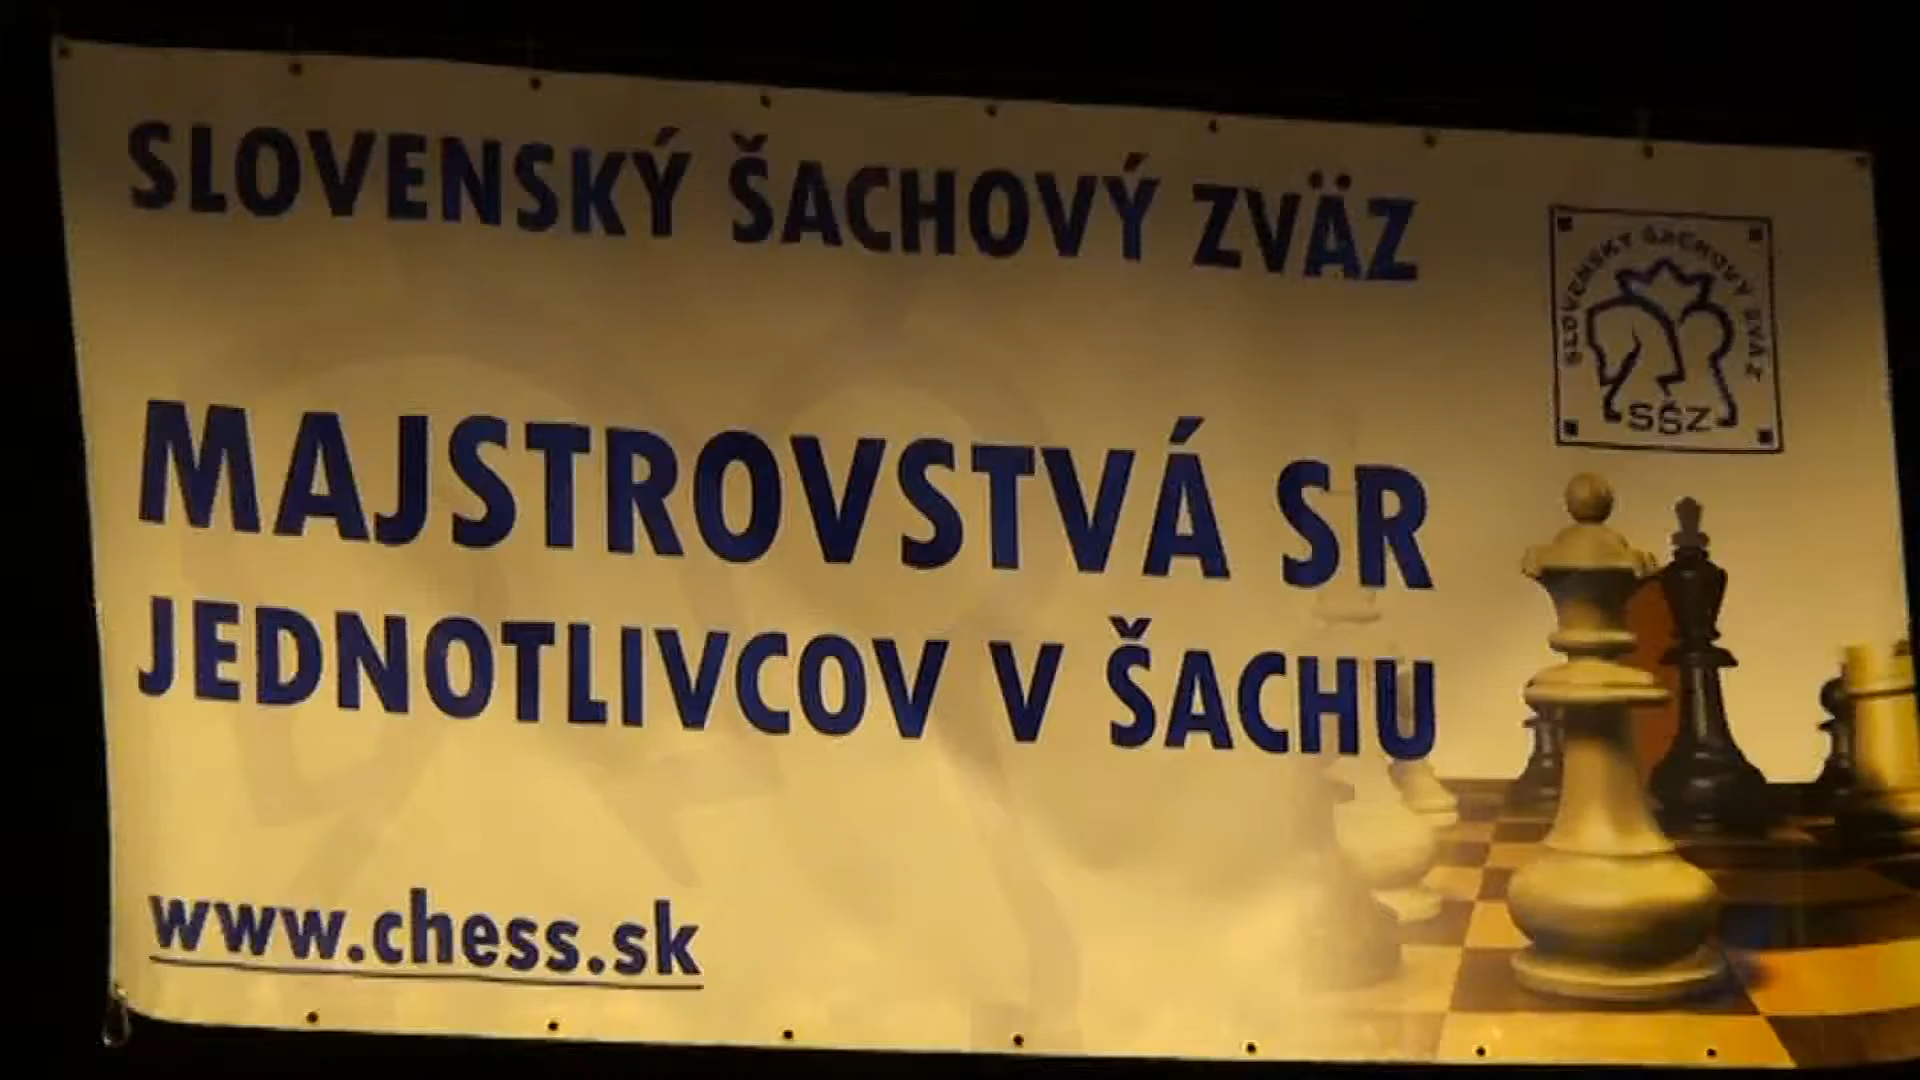 SLOVENSKÝ ŠACHOVÝ ZVÄZ
SLOVENSKÝ ŠACHOVÝ ZVÄZ
SŠZ
MAJSTROVSTVÁ SR
JEDNOTLIVCOV V ŠACHU
www.chess.sk